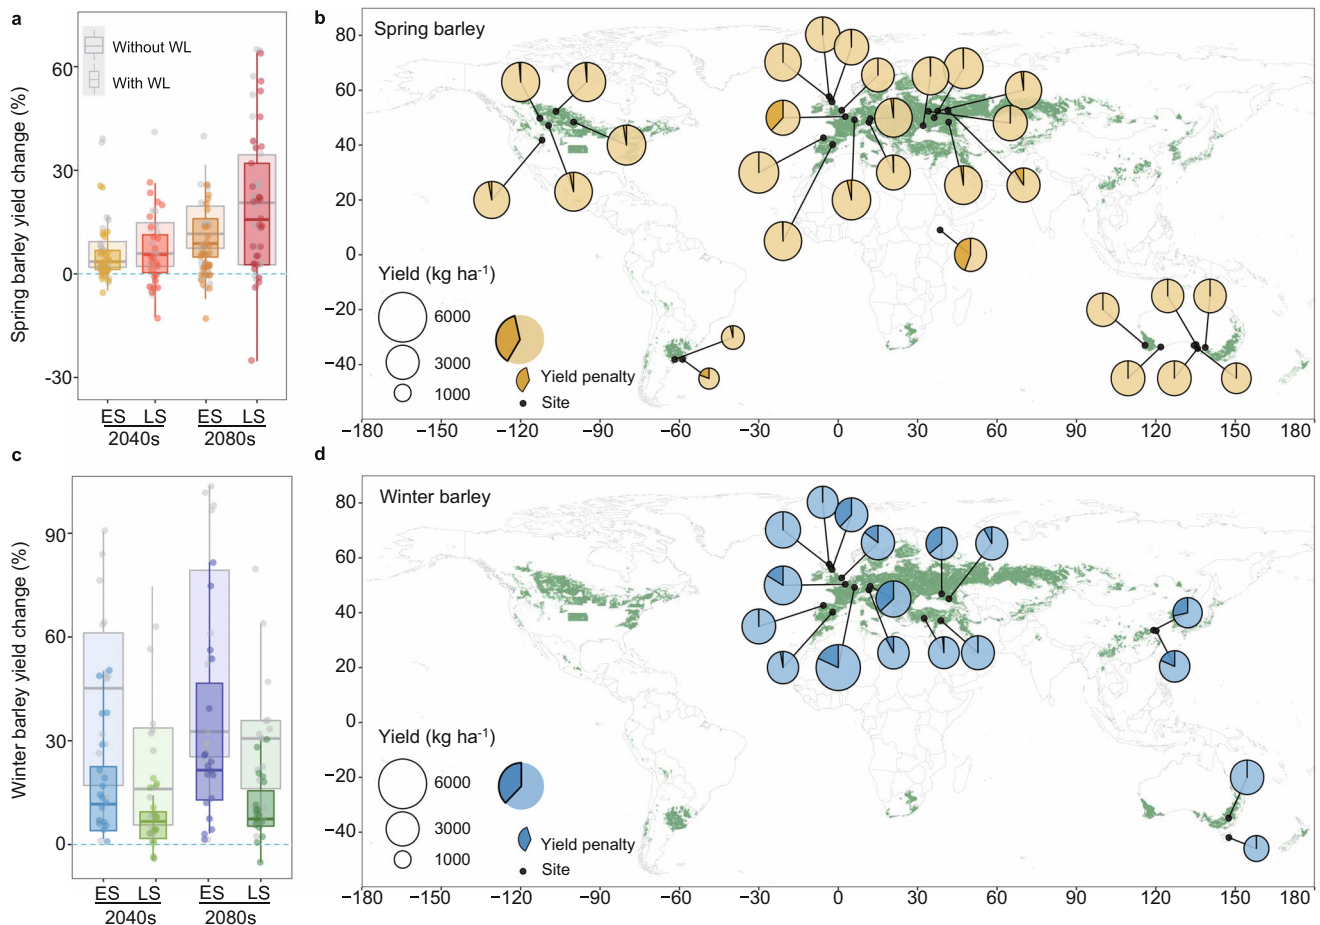 a
Without WL
With WL
Spring barley yield change (%)
60
30
0
-30
ES LS ES LS
2040s 2080s
b
Spring barley
80
60
40
20
0
−20
−40
Yield (kg ha⁻¹)
6000
3000
1000
Yield penalty
Site
−180 −150 −120 −90 −60 −30 0 30 60 90 120 150 180
c
Winter barley yield change (%)
90
60
30
0
ES LS ES LS
2040s 2080s
d
Winter barley
80
60
40
20
0
−20
−40
Yield (kg ha⁻¹)
6000
3000
1000
Yield penalty
Site
−180 −150 −120 −90 −60 −30 0 30 60 90 120 150 180